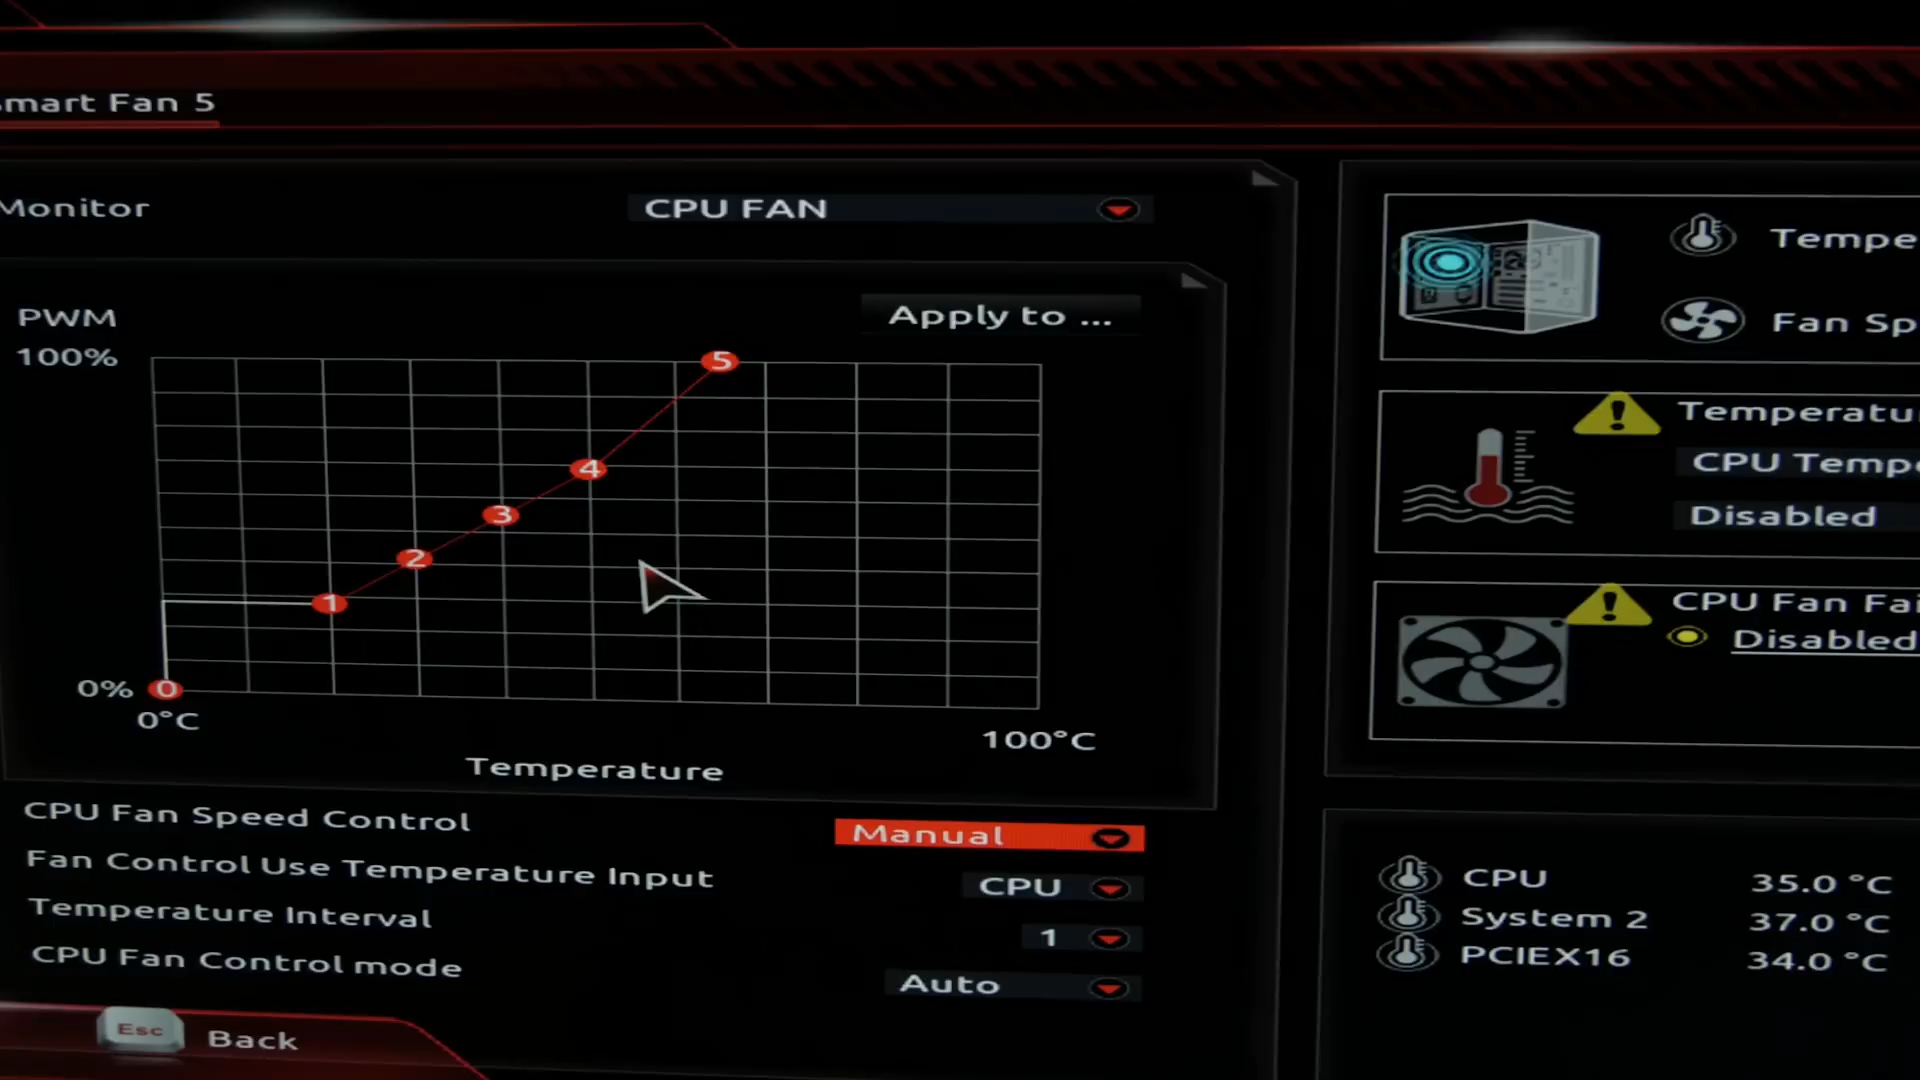 mart Fan 5
Monitor
CPU FAN
PWM
Apply to ...
100%
5
4
3
2
1
0% 0
0°C
100°C
Temperature
CPU Fan Speed Control
Manual
Fan Control Use Temperature Input
CPU
Temperature Interval
1
CPU Fan Control mode
Auto
Esc Back
Tempe
Fan Sp
Temperatu
CPU Tempe
Disabled
CPU Fan Fai
Disabled
CPU 35.0 °C
System 2 37.0 °C
PCIEX16 34.0 °C